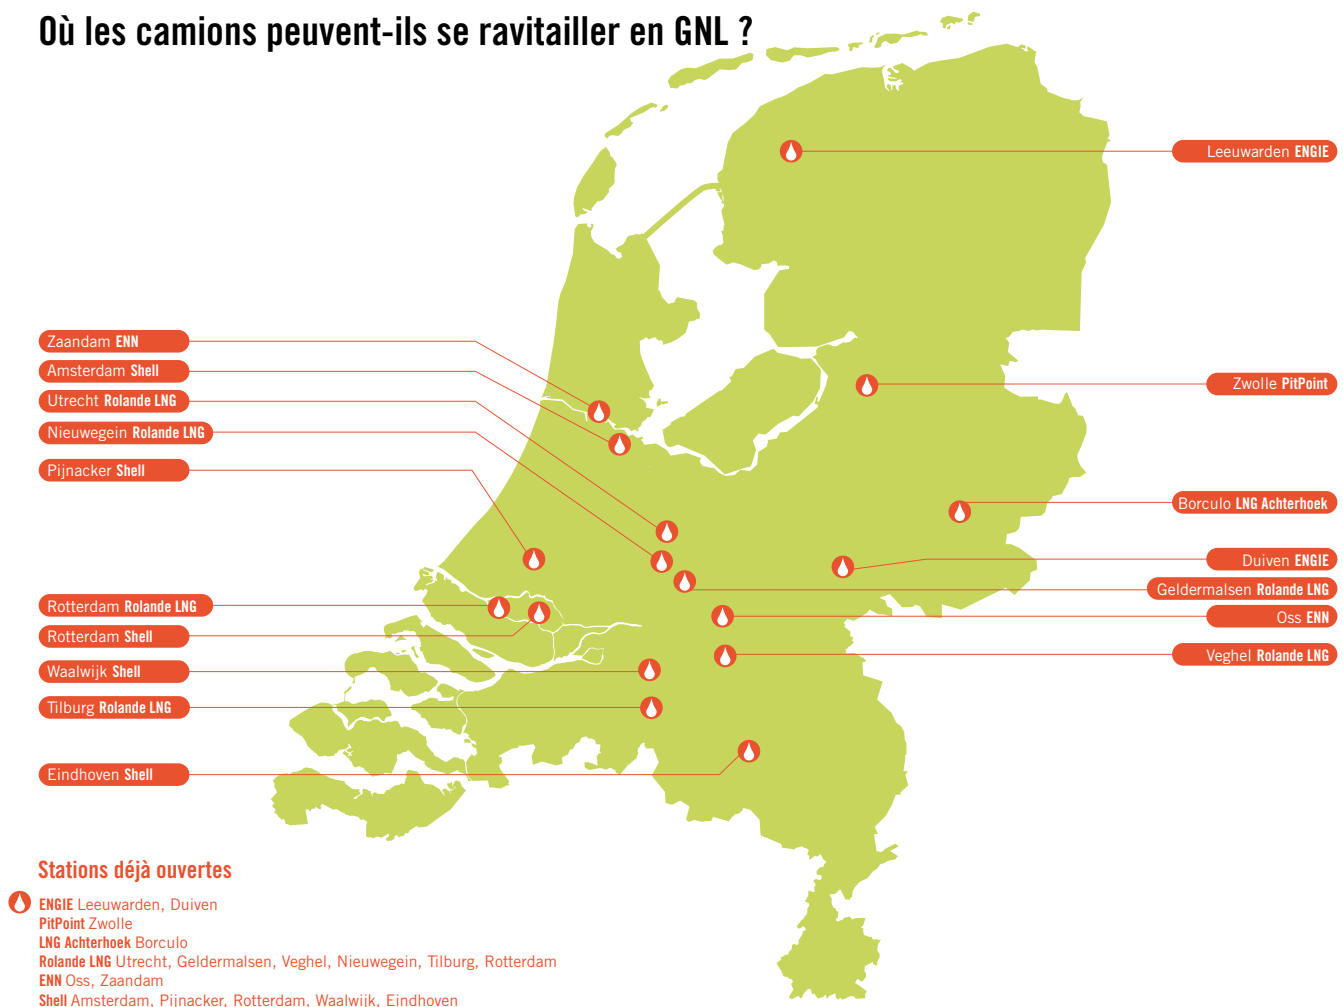 Où les camions peuvent-ils se ravitailler en GNL ?
Leeuwarden ENGIE
Zaandam ENN
Amsterdam Shell
Utrecht Rolande LNG
Nieuwegein Rolande LNG
Pijnacker Shell
Rotterdam Rolande LNG
Rotterdam Shell
Waalwijk Shell
Tilburg Rolande LNG
Eindhoven Shell
Zwolle PitPoint
Borculo LNG Achterhoek
Duiven ENGIE
Geldermalsen Rolande LNG
Oss ENN
Veghel Rolande LNG
Stations déjà ouvertes
ENGIE Leeuwarden, Duiven
PitPoint Zwolle
LNG Achterhoek Borculo
Rolande LNG Utrecht, Geldermalsen, Veghel, Nieuwegein, Tilburg, Rotterdam
ENN Oss, Zaandam
Shell Amsterdam, Pijnacker, Rotterdam, Waalwijk, Eindhoven